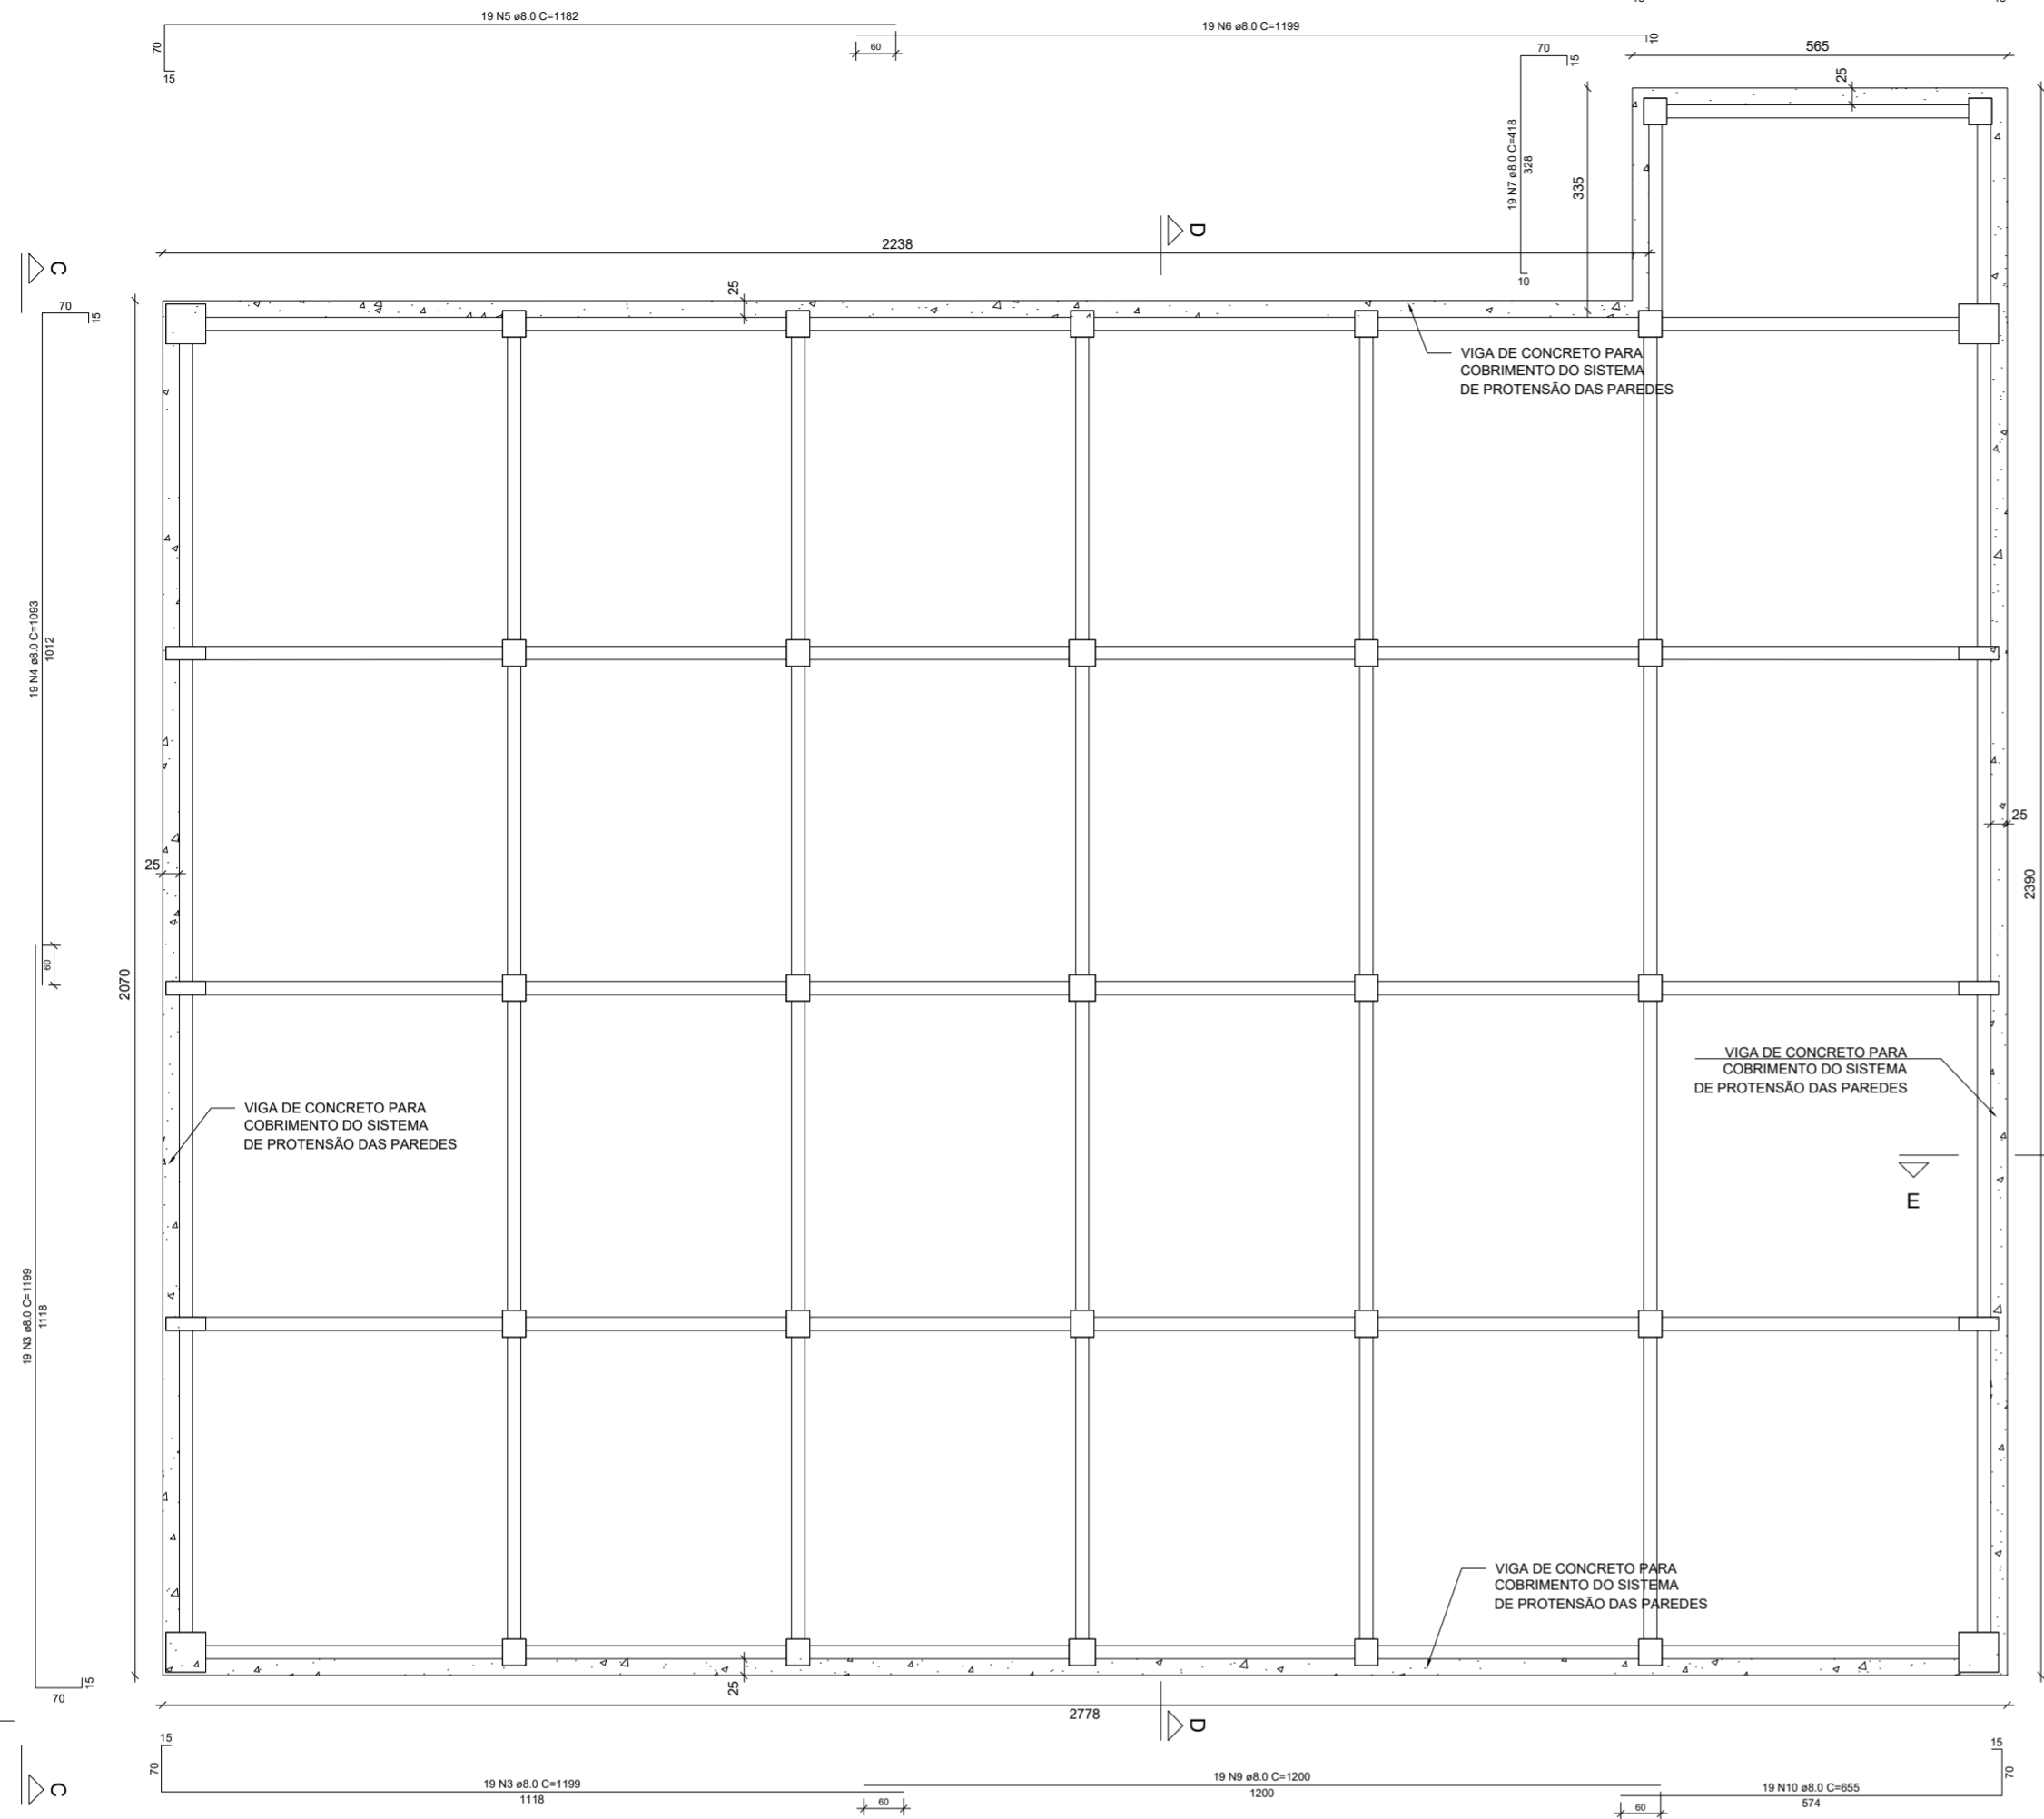 19 N5 ø8.0 C=1182
70
15
60
19 N6 ø8.0 C=1199
10
70
15
19 N7 ø8.0 C=418
328
10
335
565
25
2238
D
C
70
15
25
VIGA DE CONCRETO PARA
COBRIMENTO DO SISTEMA
DE PROTENSÃO DAS PAREDES
19 N4 ø8.0 C=1093
1012
60
2070
25
25
2390
VIGA DE CONCRETO PARA
COBRIMENTO DO SISTEMA
DE PROTENSÃO DAS PAREDES
VIGA DE CONCRETO PARA
COBRIMENTO DO SISTEMA
DE PROTENSÃO DAS PAREDES
E
19 N3 ø8.0 C=1199
1118
VIGA DE CONCRETO PARA
COBRIMENTO DO SISTEMA
DE PROTENSÃO DAS PAREDES
15
70
25
2778
D
C
15
70
19 N3 ø8.0 C=1199
1118
60
19 N9 ø8.0 C=1200
1200
60
19 N10 ø8.0 C=655
574
15
70